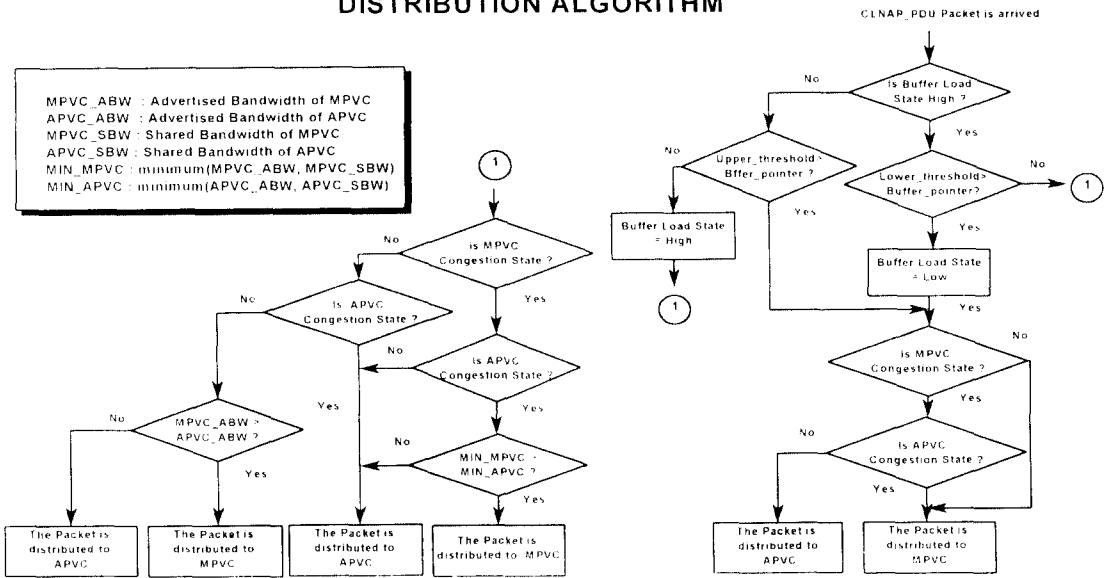 DISTRIBUTION ALGORITHM
MPVC_ABW : Advertised Bandwidth of MPVC
APVC_ABW : Advertised Bandwidth of APVC
MPVC_SBW : Shared Bandwidth of MPVC
APVC_SBW : Shared Bandwidth of APVC
MIN_MPVC : minimum(MPVC_ABW, MPVC_SBW)
MIN_APVC : minimum(APVC_ABW, APVC_SBW)
1
No
is MPVC
Congestion State ?
Yes
No
Is APVC
Congestion State ?
No
Is APVC
Congestion State ?
Yes
Yes
No
MPVC_ABW >
APVC_ABW ?
Yes
No
MIN_MPVC
MIN_APVC ?
Yes
The Packet is
distributed to
APVC
The Packet is
distributed to
MPVC
The Packet is
distributed to
APVC
The Packet is
distributed to MPVC
CLNAP_PDU Packet is arrived
No
Is Buffer Load
State High ?
Yes
No
Upper_threshold>
Bffer_pointer ?
Yes
Lower_threshold>
Buffer_pointer?
No
1
Yes
Buffer Load State
= High
1
Buffer Load State
= Low
Yes
Is MPVC
Congestion State ?
No
Yes
No
Is APVC
Congestion State ?
Yes
The Packet is
distributed to
APVC
The Packet is
distributed to
MPVC